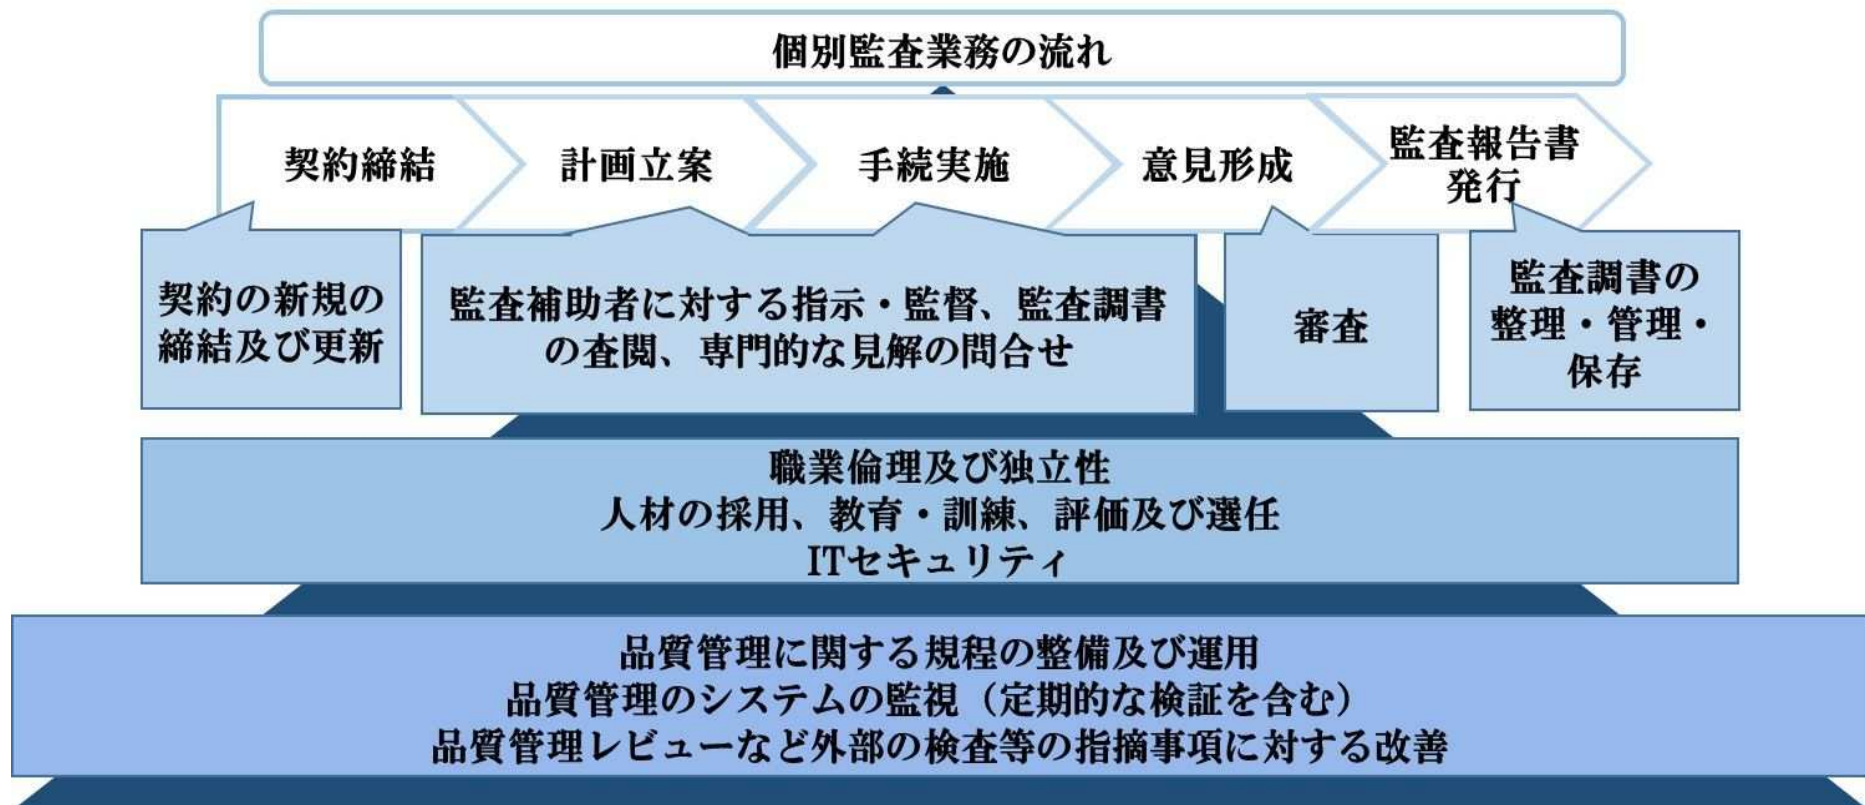 個別監査業務の流れ
契約締結
計画立案
手続実施
意見形成
監査報告書
発行
契約の新規の
締結及び更新
監査補助者に対する指示・監督、監査調書
の査閲、専門的な見解の問合せ
審査
監査調書の
整理・管理・
保存
職業倫理及び独立性
人材の採用、教育・訓練、評価及び選任
ITセキュリティ
品質管理に関する規程の整備及び運用
品質管理のシステムの監視（定期的な検証を含む）
品質管理レビューなど外部の検査等の指摘事項に対する改善